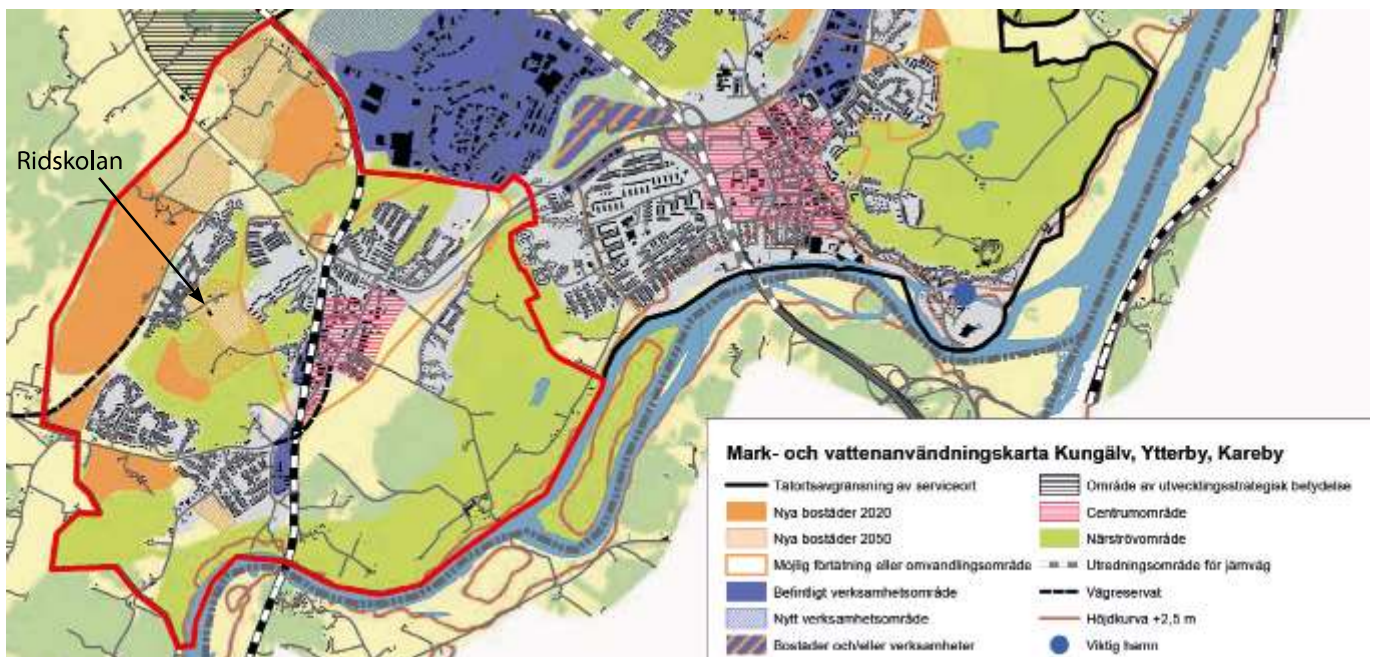 Ridskolan
Mark- och vattenanvändningskarta Kungälv, Ytterby, Kareby
Tätortsavgränsning av serviceort
Nya bostäder 2020
Nya bostäder 2050
Möjlig förtätning eller omvandlingsområde
Befintligt verksamhetsområde
Nytt verksamhetsområde
Bostäder och/eller verksamheter
Område av utvecklingsstrategisk betydelse
Centrumområde
Närströvområde
Utredningsområde för järnväg
Vägreservat
Höjdkurva +2,5 m
Viktig hamn